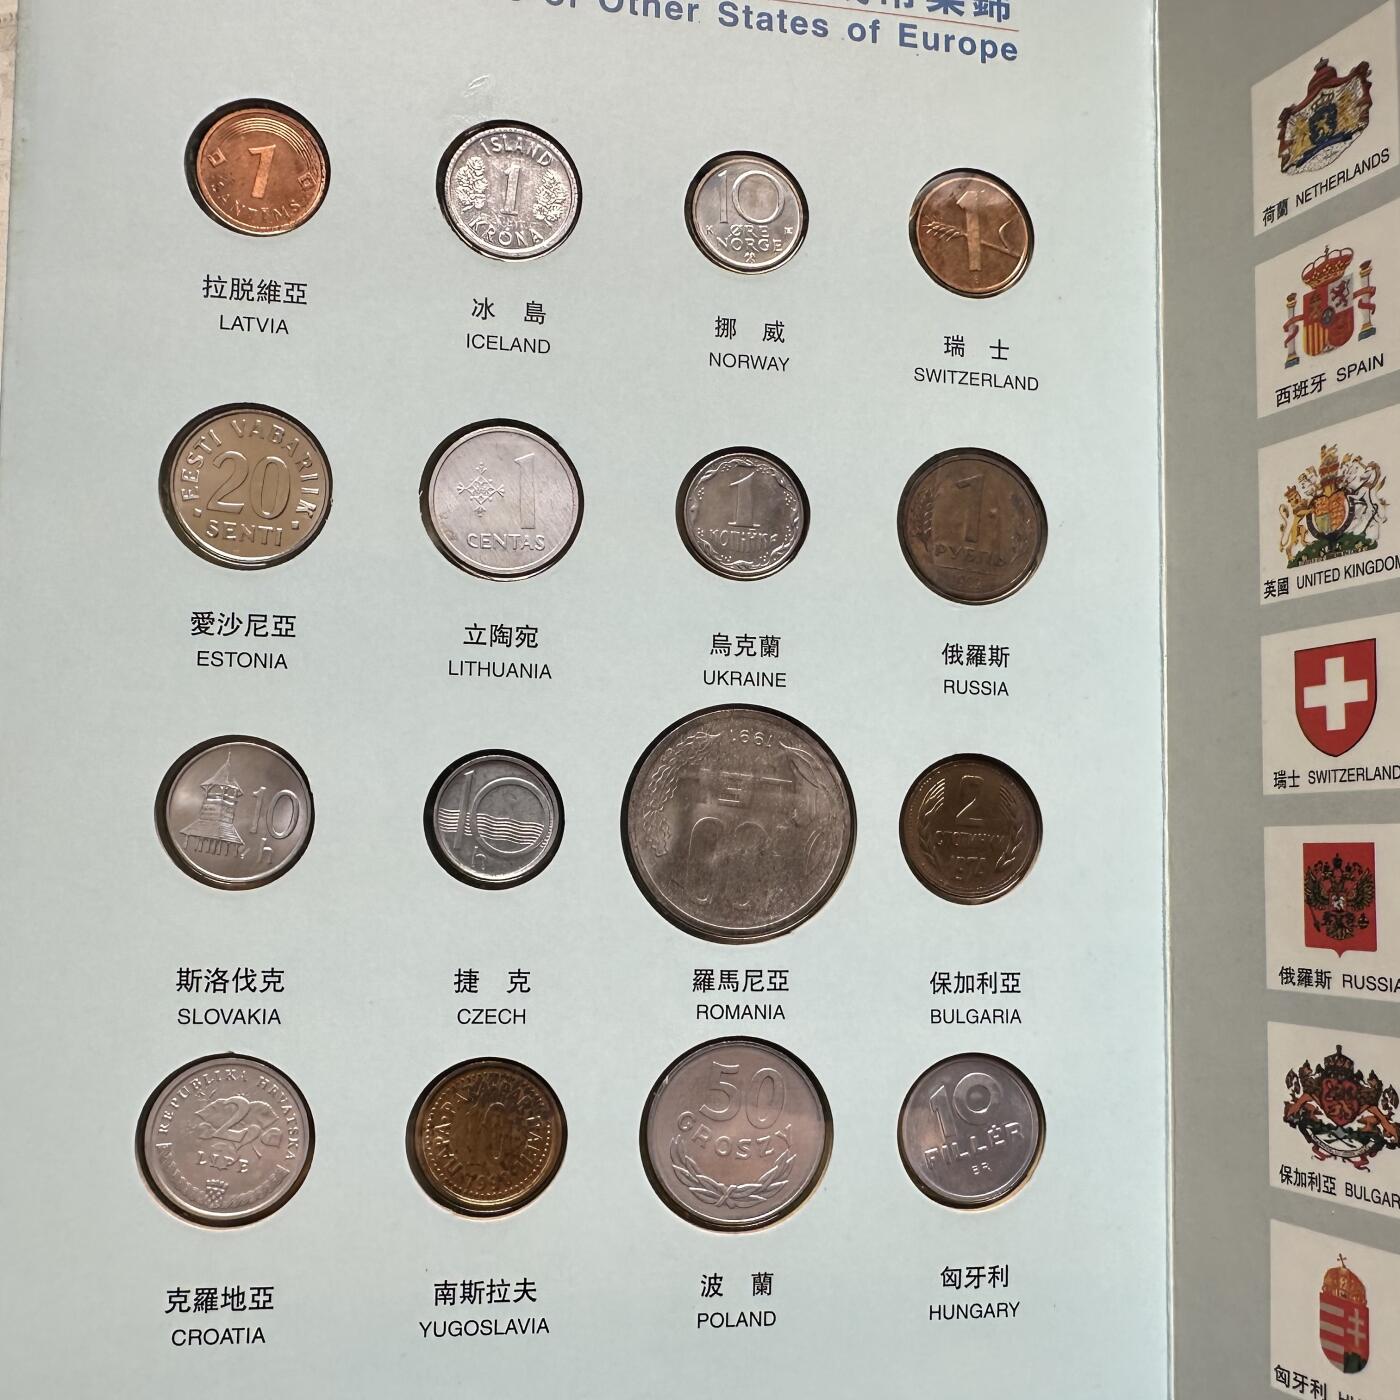 of Other States of Europe
1
SANTĪMS
拉脱維亞
LATVIA
ISLAND
1
KRÓNA
冰島
ICELAND
10
ØRE
NORGE
挪威
NORWAY
1
瑞士
SWITZERLAND
EESTI VABARIIK
20
SENTI
愛沙尼亞
ESTONIA
1
CENTAS
立陶宛
LITHUANIA
1
КОПІЙКА
烏克蘭
UKRAINE
1
РУБЛЬ
俄羅斯
RUSSIA
10
h
斯洛伐克
SLOVAKIA
10
h
捷克
CZECH
1991
LEI
100
羅馬尼亞
ROMANIA
2
СТОТИНКИ
1974
保加利亞
BULGARIA
REPUBLIKA HRVATSKA
2
LIPE
克羅地亞
CROATIA
10
南斯拉夫
YUGOSLAVIA
50
GROSZY
波蘭
POLAND
10
FILLÉR
BP.
匈牙利
HUNGARY
荷蘭 NETHERLANDS
西班牙 SPAIN
英國 UNITED KINGDOM
瑞士 SWITZERLAND
俄羅斯 RUSSIA
保加利亞 BULGAR
匈牙利